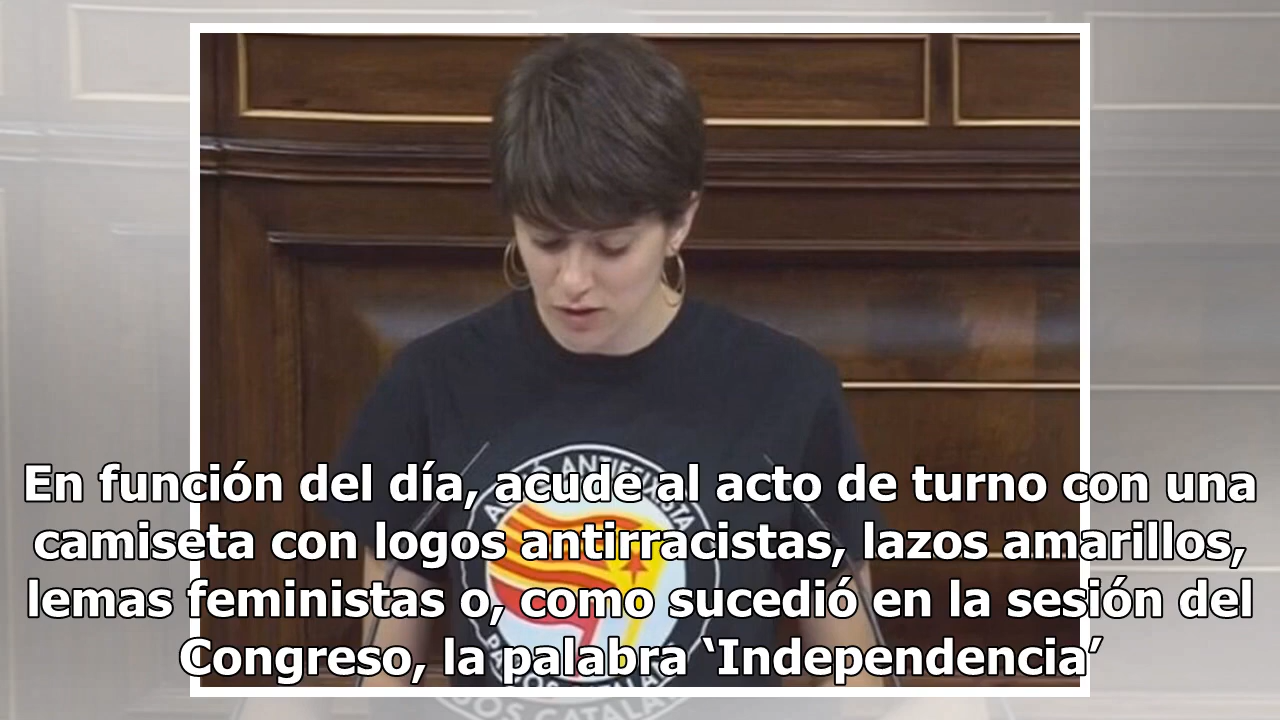 En función del día, acude al acto de turno con una
camiseta con logos antirracistas, lazos amarillos,
lemas feministas o, como sucedió en la sesión del
Congreso, la palabra ‘Independencia’